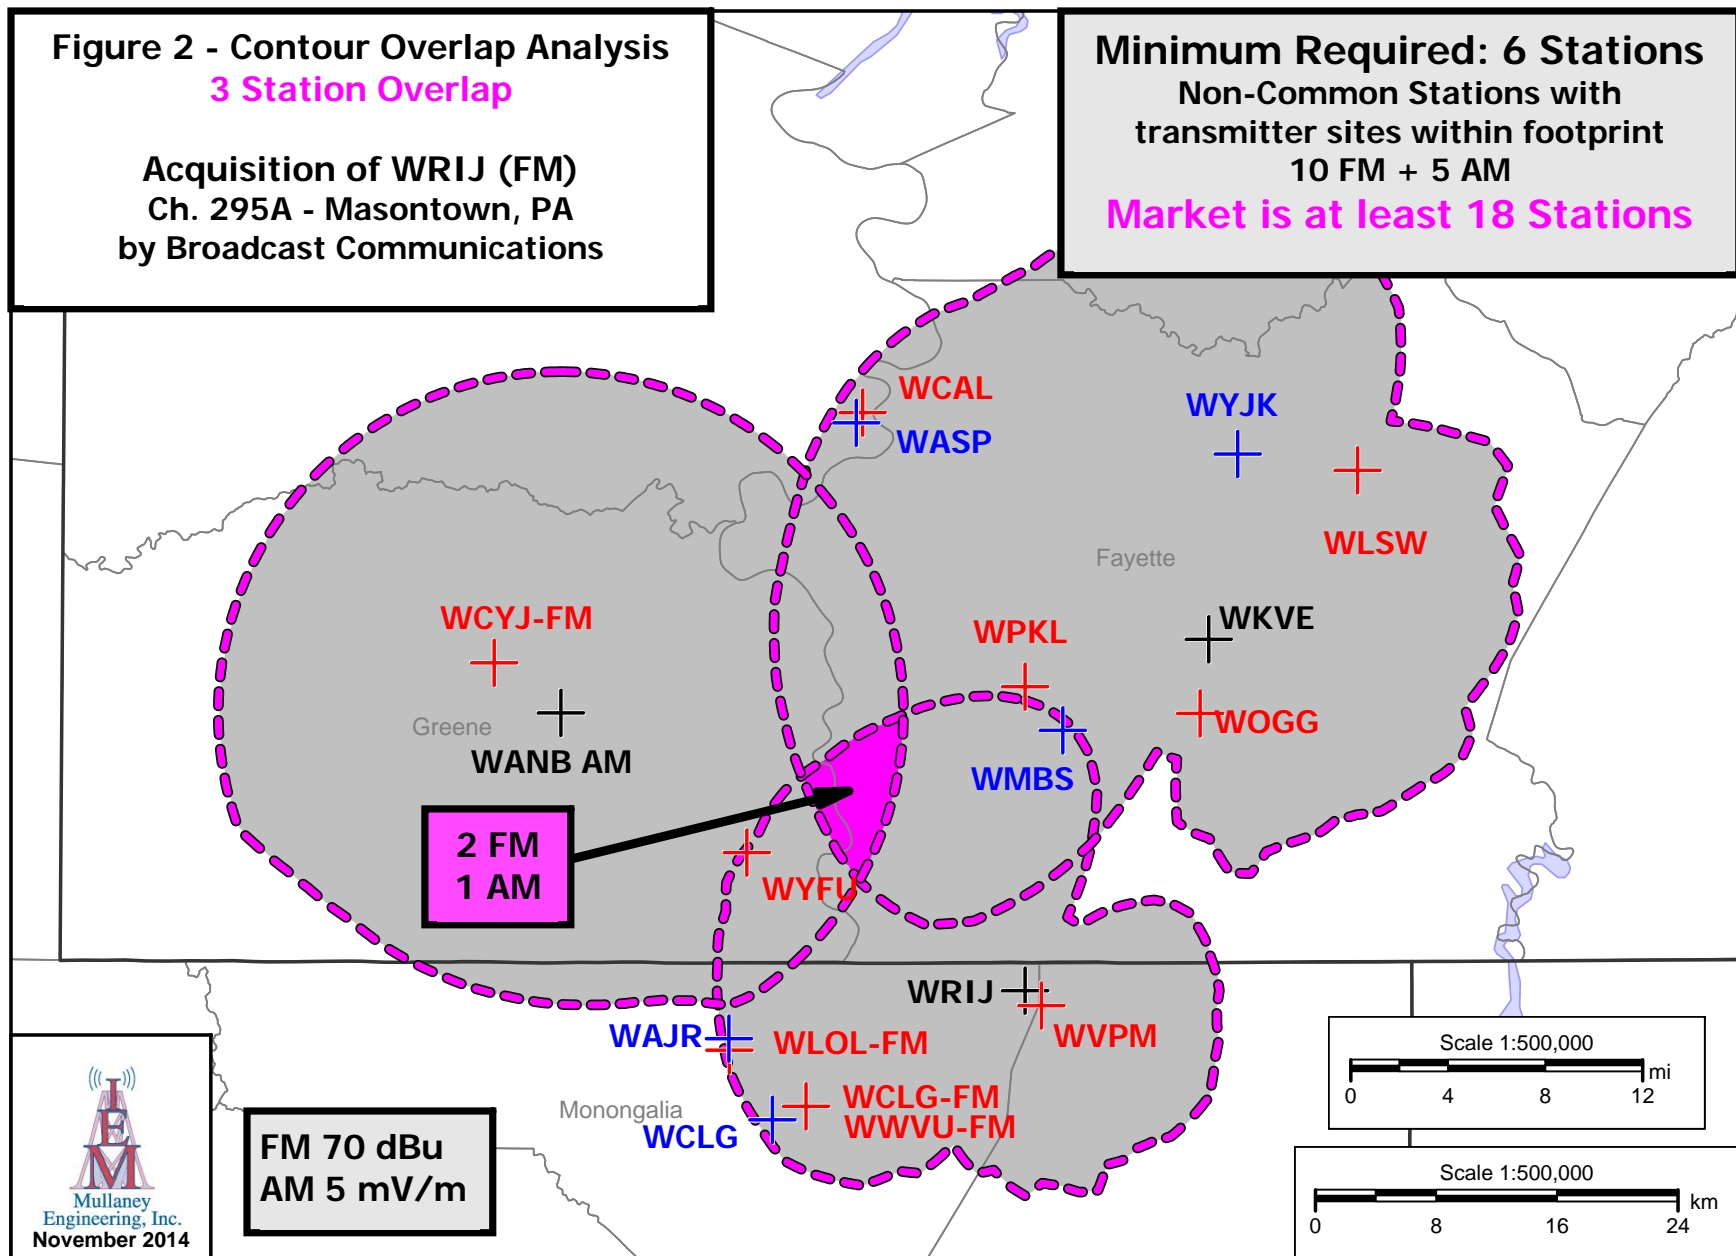 Figure 2 - Contour Overlap Analysis
3 Station Overlap
Acquisition of WRIJ (FM)
Ch. 295A - Masontown, PA
by Broadcast Communications
Minimum Required: 6 Stations
Non-Common Stations with
transmitter sites within footprint
10 FM + 5 AM
Market is at least 18 Stations
WCAL
WASP
WYJK
WLSW
Fayette
WCYJ-FM
WPKL
WKVE
Greene
WANB AM
WOGG
WMBS
2 FM
1 AM
WYFU
WRIJ
WVPM
WAJR
WLOL-FM
WCLG-FM
WWVU-FM
Monongalia
WCLG
FM 70 dBu
AM 5 mV/m
IEM
Mullaney
Engineering, Inc.
November 2014
Scale 1:500,000
mi
0 4 8 12
Scale 1:500,000
km
0 8 16 24